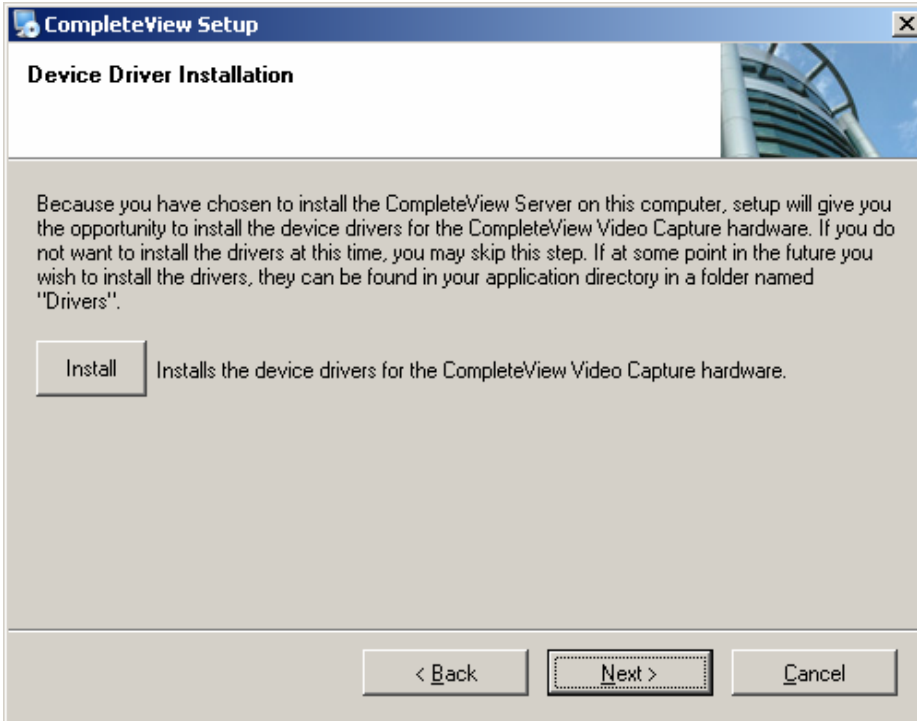 CompleteView Setup
Device Driver Installation
Because you have chosen to install the CompleteView Server on this computer, setup will give you
the opportunity to install the device drivers for the CompleteView Video Capture hardware. If you do
not want to install the drivers at this time, you may skip this step. If at some point in the future you
wish to install the drivers, they can be found in your application directory in a folder named
"Drivers".
Install
Installs the device drivers for the CompleteView Video Capture hardware.
< Back
Next >
Cancel